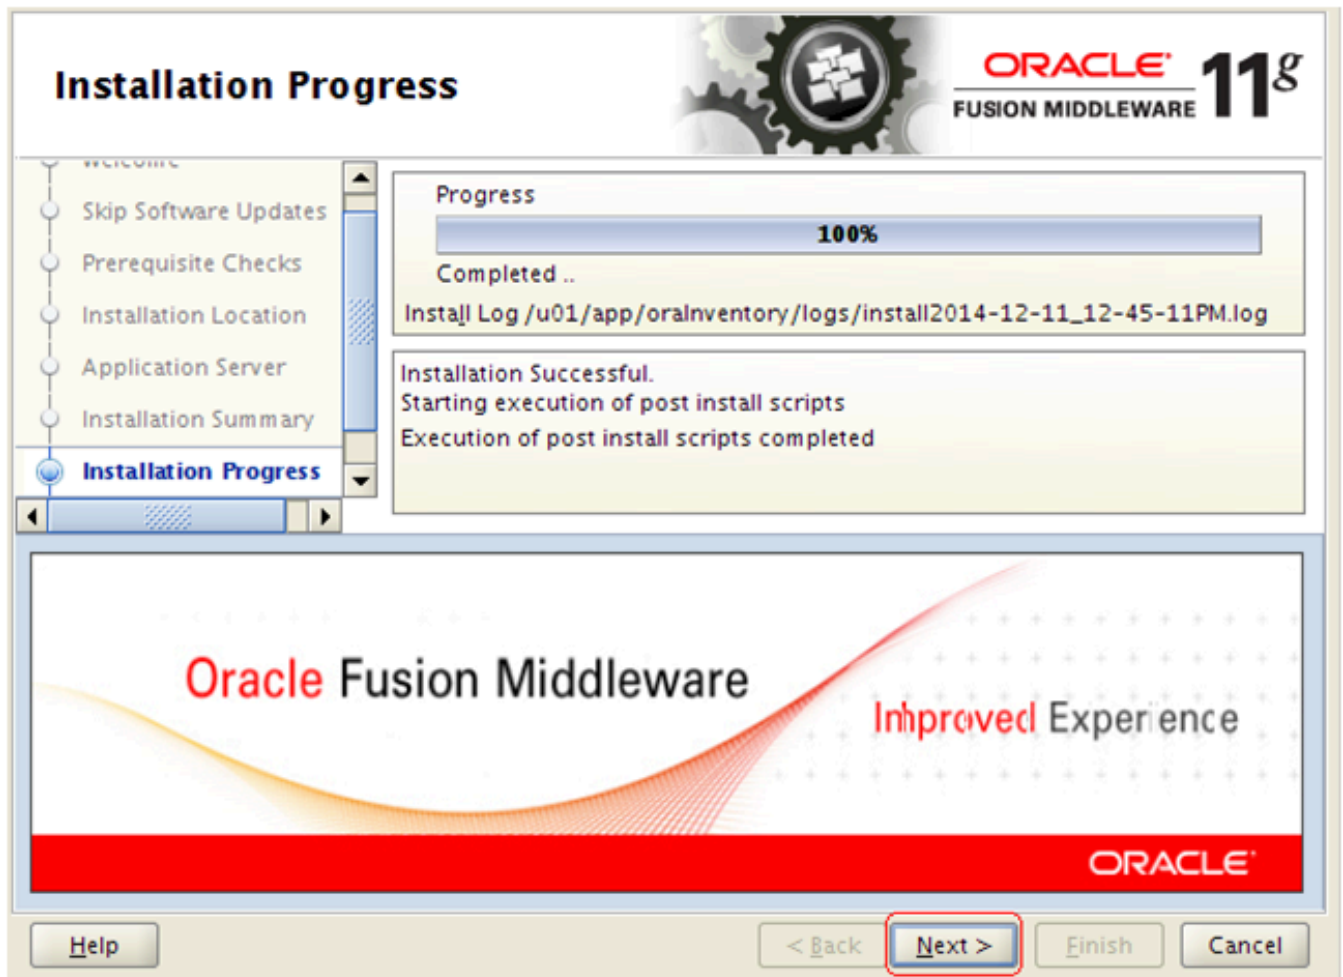 Installation Progress
ORACLE
FUSION MIDDLEWARE
11g
Welcome
Skip Software Updates
Prerequisite Checks
Installation Location
Application Server
Installation Summary
Installation Progress
Progress
100%
Completed ..
Install Log /u01/app/oraInventory/logs/install2014-12-11_12-45-11PM.log
Installation Successful.
Starting execution of post install scripts
Execution of post install scripts completed
Oracle Fusion Middleware
Improved Experience
ORACLE
Help
< Back
Next >
Finish
Cancel